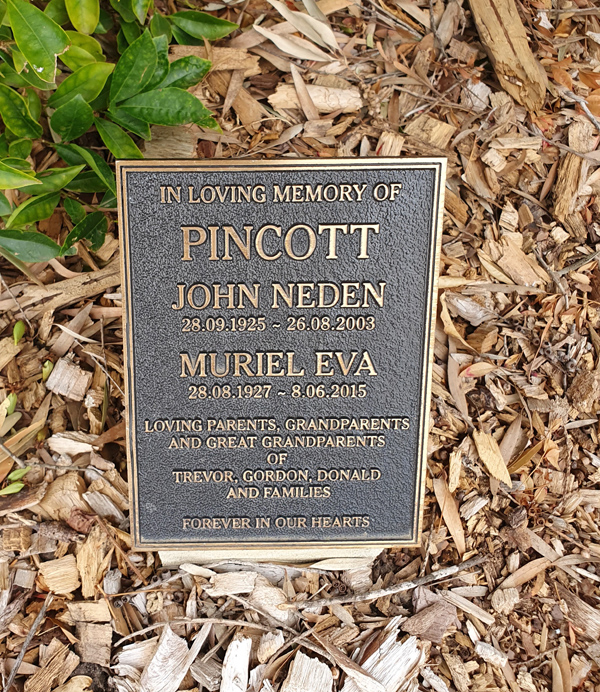 IN LOVING MEMORY OF
PINCOTT
JOHN NEDEN
28.09.1925 ~ 26.08.2003
MURIEL EVA
28.08.1927 ~ 8.06.2015
LOVING PARENTS, GRANDPARENTS
AND GREAT GRANDPARENTS
OF
TREVOR, GORDON, DONALD
AND FAMILIES
FOREVER IN OUR HEARTS